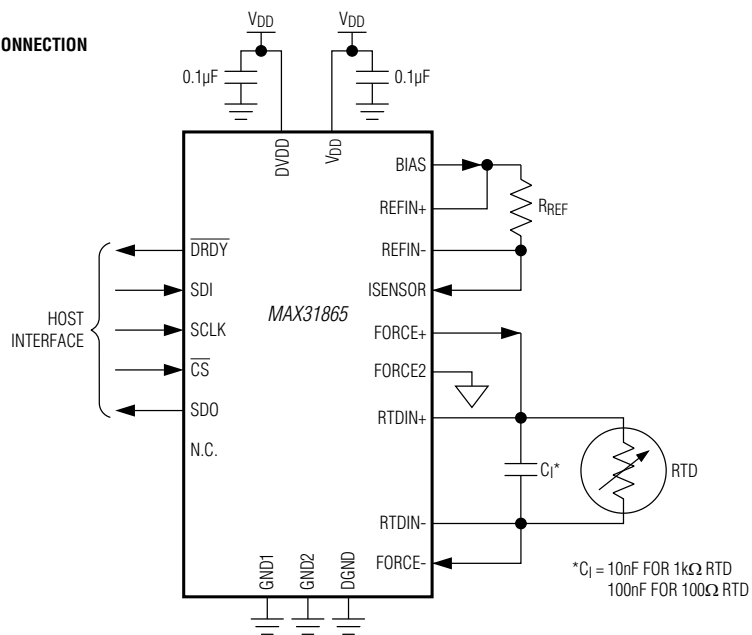 ONNECTION
VDD
VDD
0.1µF
0.1µF
DVDD
VDD
BIAS
REFIN+
RREF
REFIN-
ISENSOR
DRDY
SDI
SCLK
CS
SDO
N.C.
HOST
INTERFACE
MAX31865
FORCE+
FORCE2
RTDIN+
CI*
RTD
RTDIN-
FORCE-
GND1
GND2
DGND
*CI = 10nF FOR 1kΩ RTD
100nF FOR 100Ω RTD